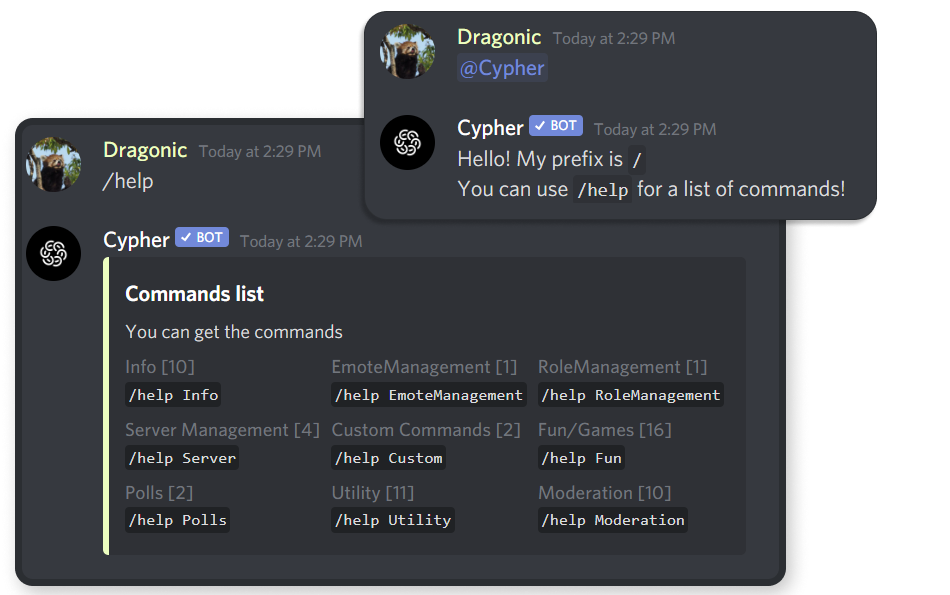 Dragonic Today at 2:29 PM
@Cypher
Cypher ✓ BOT Today at 2:29 PM
Hello! My prefix is /
You can use /help for a list of commands!
Dragonic Today at 2:29 PM
/help
Cypher ✓ BOT Today at 2:29 PM
Commands list
You can get the commands
Info [10] EmoteManagement [1] RoleManagement [1]
/help Info /help EmoteManagement /help RoleManagement
Server Management [4] Custom Commands [2] Fun/Games [16]
/help Server /help Custom /help Fun
Polls [2] Utility [11] Moderation [10]
/help Polls /help Utility /help Moderation